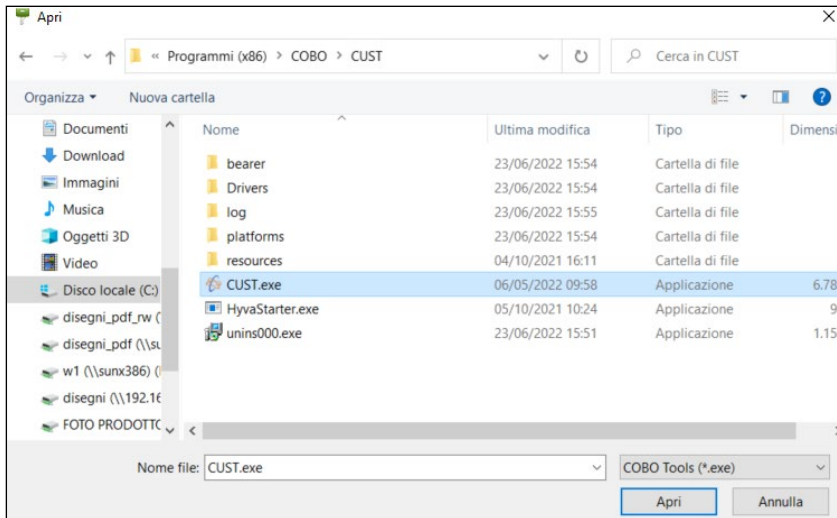 Apri
« Programmi (x86) > COBO > CUST
Cerca in CUST
Organizza
Nuova cartella
Nome
Ultima modifica
Tipo
Dimensi
Documenti
Download
Immagini
Musica
Oggetti 3D
Video
Disco locale (C:)
disegni_pdf_rw (
disegni_pdf (\\su
w1 (\\sunx386) (
disegni (\\192.16
FOTO PRODOTTO
bearer 23/06/2022 15:54 Cartella di file
Drivers 23/06/2022 15:54 Cartella di file
log 23/06/2022 15:55 Cartella di file
platforms 23/06/2022 15:54 Cartella di file
resources 04/10/2021 16:11 Cartella di file
CUST.exe 06/05/2022 09:58 Applicazione 6.78
HyvaStarter.exe 05/10/2021 10:24 Applicazione 9
unins000.exe 23/06/2022 15:51 Applicazione 1.15
Nome file: CUST.exe
COBO Tools (*.exe)
Apri
Annulla